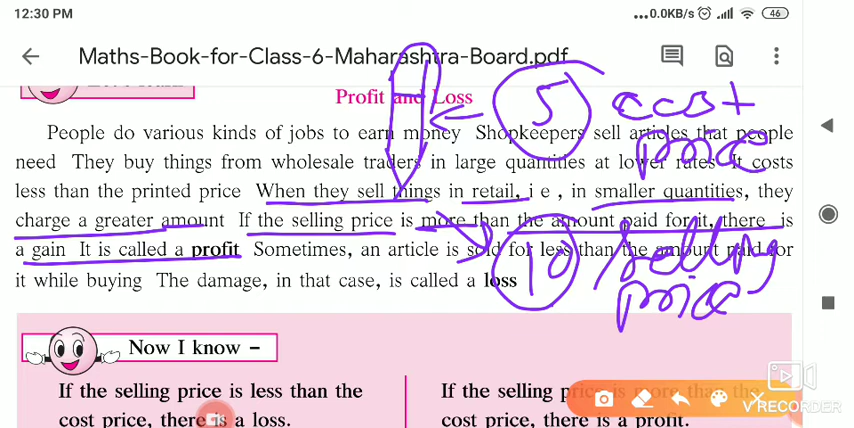 12:30 PM
...0.0KB/s 46
Maths-Book-for-Class-6-Maharashtra-Board.pdf
Profit and Loss
People do various kinds of jobs to earn money Shopkeepers sell articles that people
need They buy things from wholesale traders in large quantities at lower rates It costs
less than the printed price When they sell things in retail, i e , in smaller quantities, they
charge a greater amount If the selling price is more than the amount paid for it, there is
a gain It is called a profit Sometimes, an article is sold for less than the amount paid for
it while buying The damage, in that case, is called a loss
5 cost
price
10 selling
price
Now I know –
If the selling price is less than the
cost price, there is a loss.
If the selling price is more than the
cost price, there is a profit.
V RECORDER